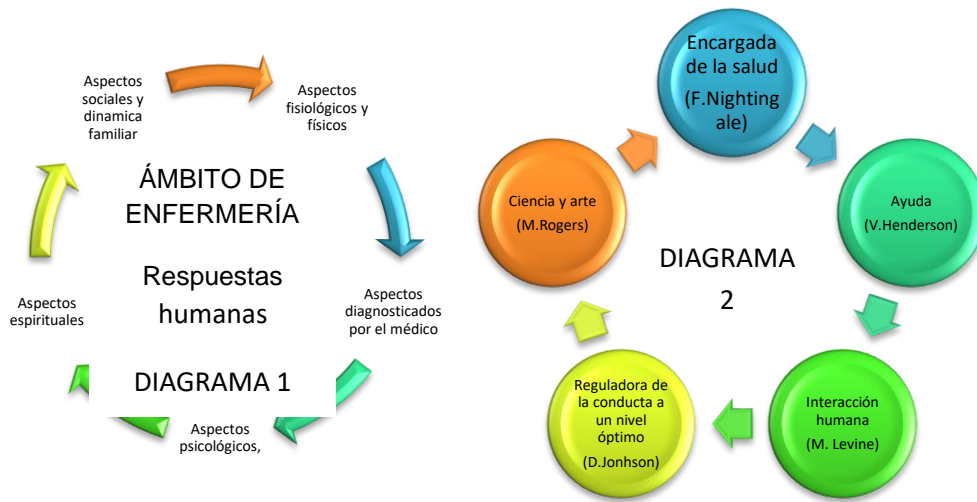 Aspectos
sociales y
dinamica
familiar
Aspectos
fisiológicos y
físicos
Aspectos
diagnosticados
por el médico
Aspectos
psicológicos,
Aspectos
espirituales
ÁMBITO DE
ENFERMERÍA
Respuestas
humanas
DIAGRAMA 1
Encargada
de la salud
(F.Nighting
ale)
Ayuda
(V.Henderson)
Interacción
humana
(M. Levine)
Reguladora de
la conducta a
un nivel
óptimo
(D.Jonhson)
Ciencia y arte
(M.Rogers)
DIAGRAMA
2